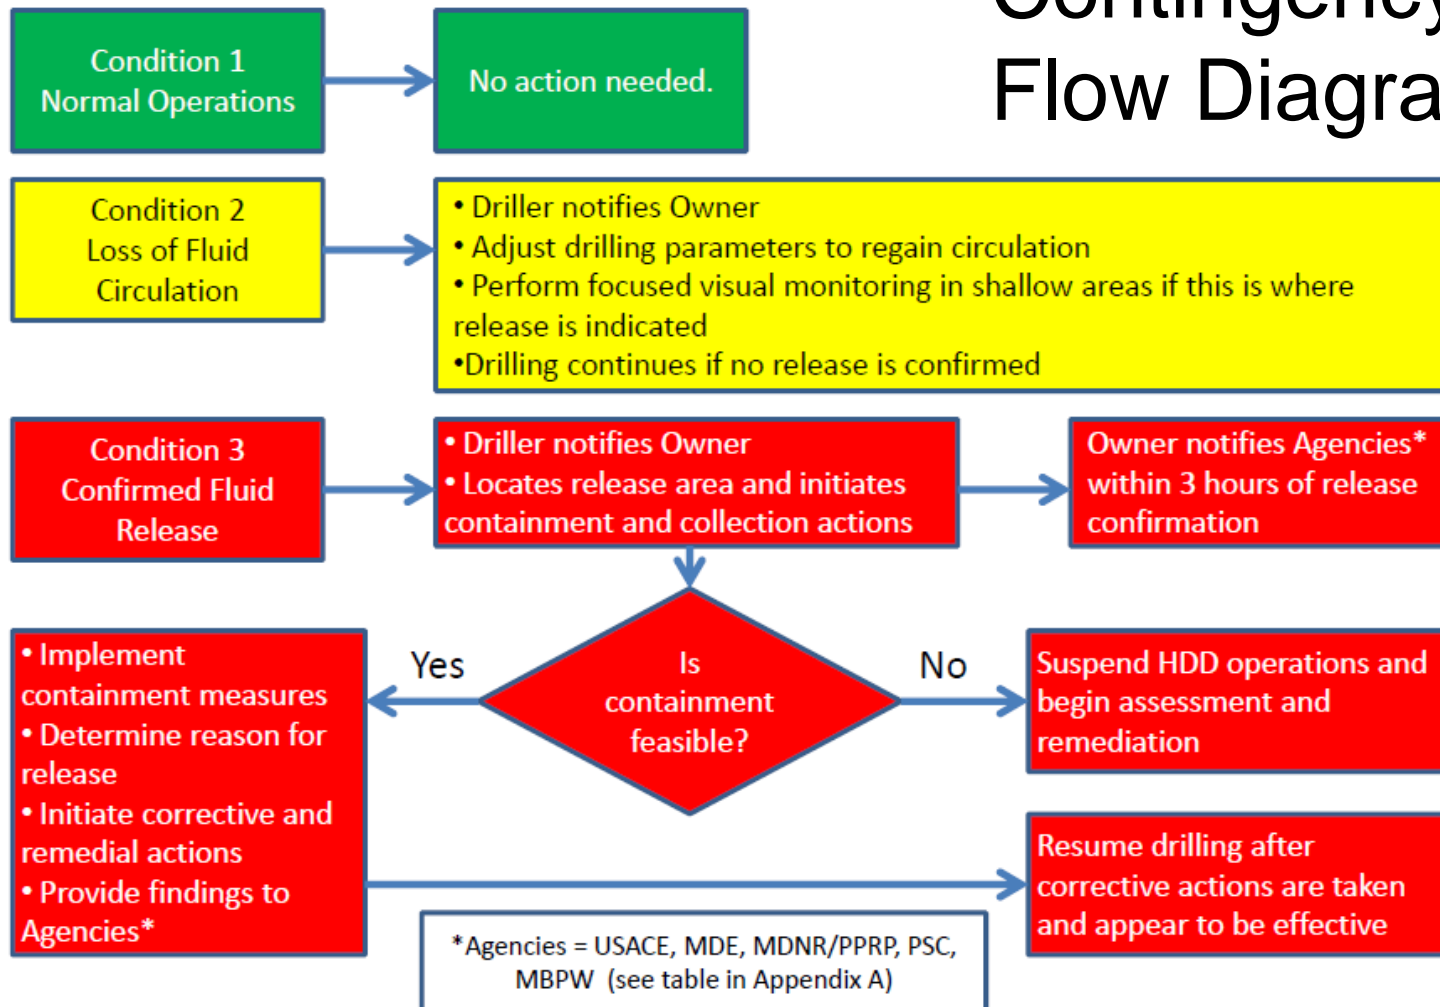 Contingency
Flow Diagra
Condition 1
Normal Operations
No action needed.
Condition 2
Loss of Fluid
Circulation
• Driller notifies Owner
• Adjust drilling parameters to regain circulation
• Perform focused visual monitoring in shallow areas if this is where
release is indicated
•Drilling continues if no release is confirmed
Condition 3
Confirmed Fluid
Release
• Driller notifies Owner
• Locates release area and initiates
containment and collection actions
Owner notifies Agencies*
within 3 hours of release
confirmation
Is
containment
feasible?
Yes
No
• Implement
containment measures
• Determine reason for
release
• Initiate corrective and
remedial actions
• Provide findings to
Agencies*
Suspend HDD operations and
begin assessment and
remediation
Resume drilling after
corrective actions are taken
and appear to be effective
*Agencies = USACE, MDE, MDNR/PPRP, PSC,
MBPW (see table in Appendix A)